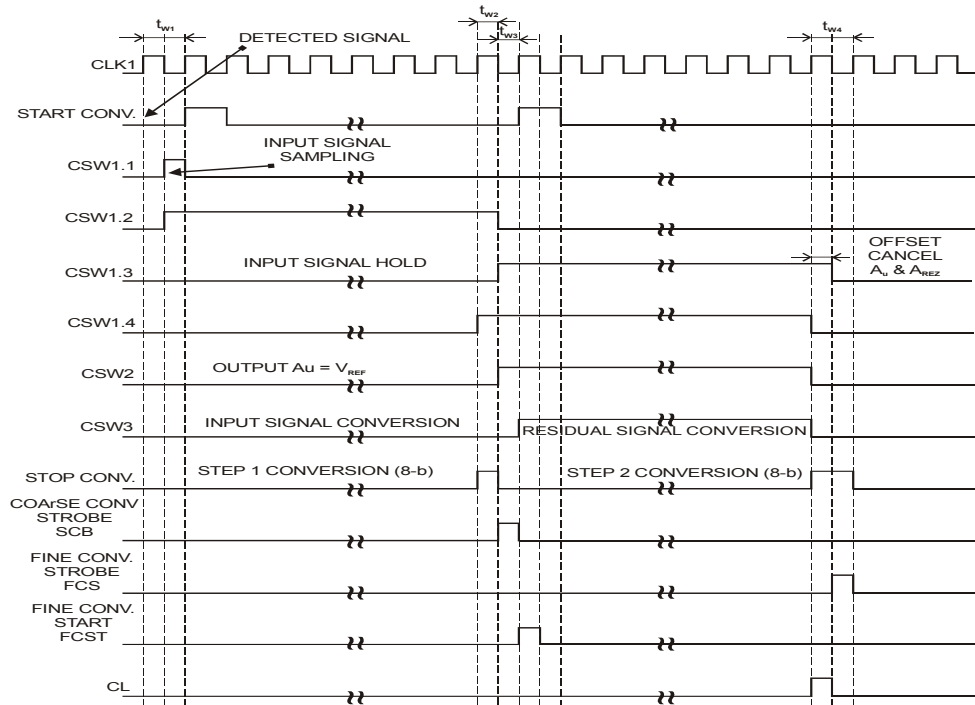 tW1
tW2
tW3
tW4
DETECTED SIGNAL
CLK1
START CONV.
INPUT SIGNAL
SAMPLING
CSW1.1
CSW1.2
OFFSET
CANCEL
Au & AREZ
INPUT SIGNAL HOLD
CSW1.3
CSW1.4
OUTPUT Au = VREF
CSW2
INPUT SIGNAL CONVERSION
RESIDUAL SIGNAL CONVERSION
CSW3
STEP 1 CONVERSION (8-b)
STEP 2 CONVERSION (8-b)
STOP CONV.
COArSE CONV
STROBE
SCB
FINE CONV.
STROBE
FCS
FINE CONV.
START
FCST
CL